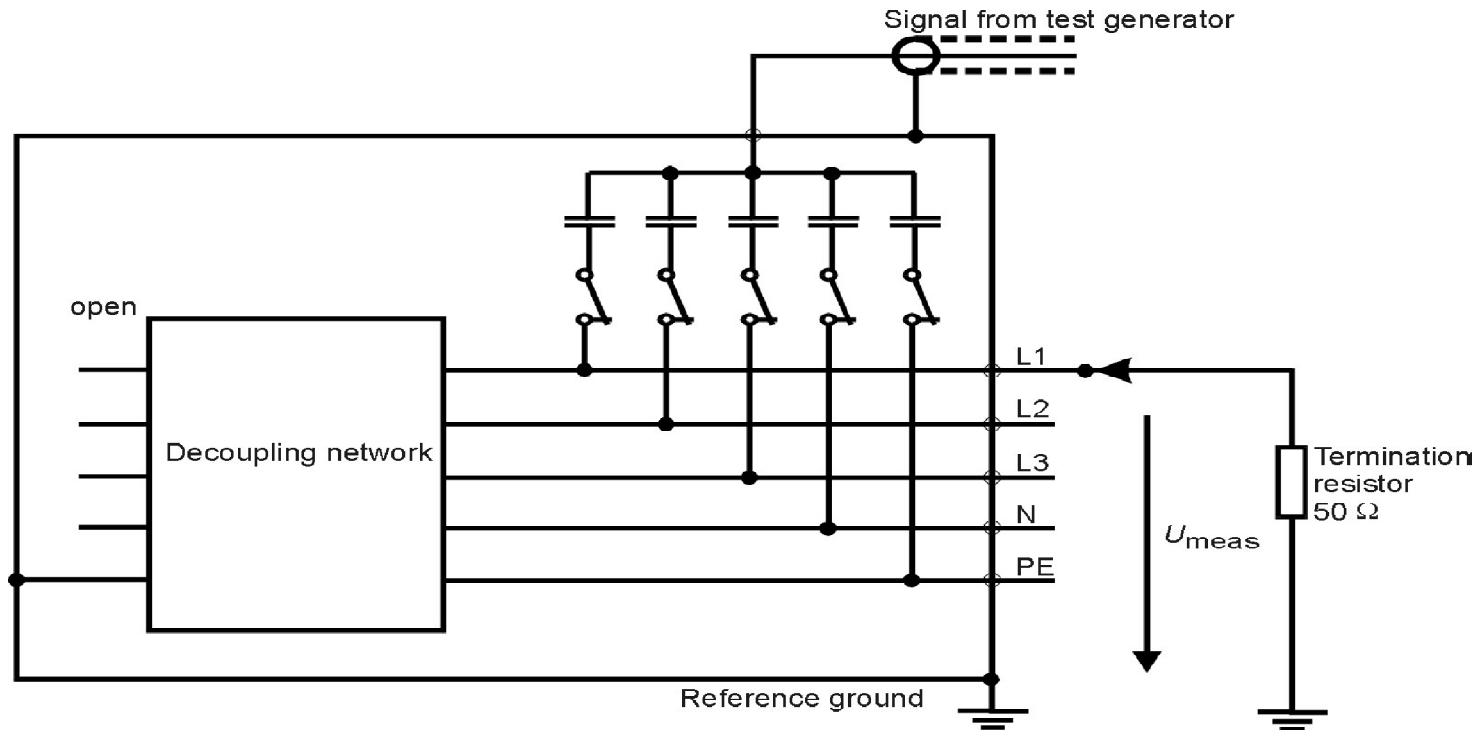 Signal from test generator
open
L1
L2
Decoupling network
L3
N
PE
Termination
resistor
50 Ω
Umeas
Reference ground